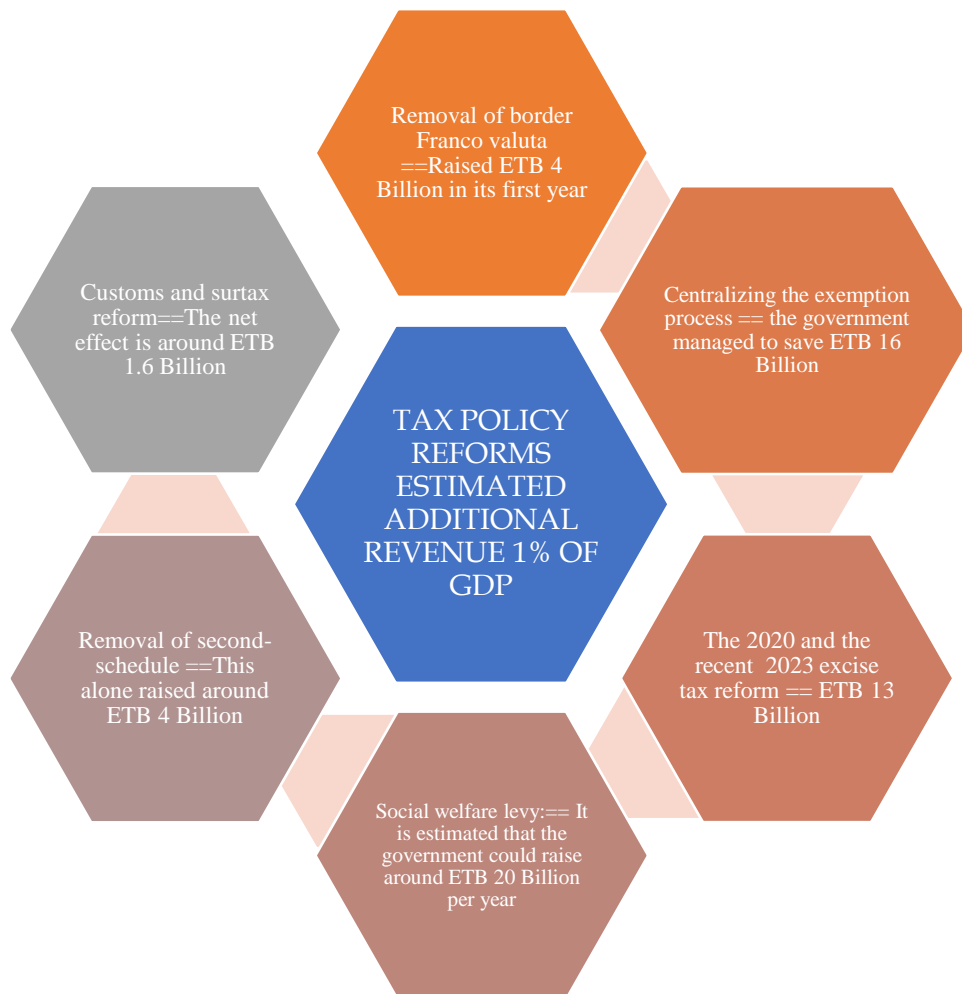 Removal of border
Franco valuta
==Raised ETB 4
Billion in its first year
Centralizing the exemption
process == the government
managed to save ETB 16
Billion
The 2020 and the
recent  2023 excise
tax reform == ETB 13
Billion
Social welfare levy:== It
is estimated that the
government could raise
around ETB 20 Billion
per year
Removal of second-
schedule ==This
alone raised around
ETB 4 Billion
Customs and surtax
reform==The net
effect is around ETB
1.6 Billion
TAX POLICY
REFORMS
ESTIMATED
ADDITIONAL
REVENUE 1% OF
GDP